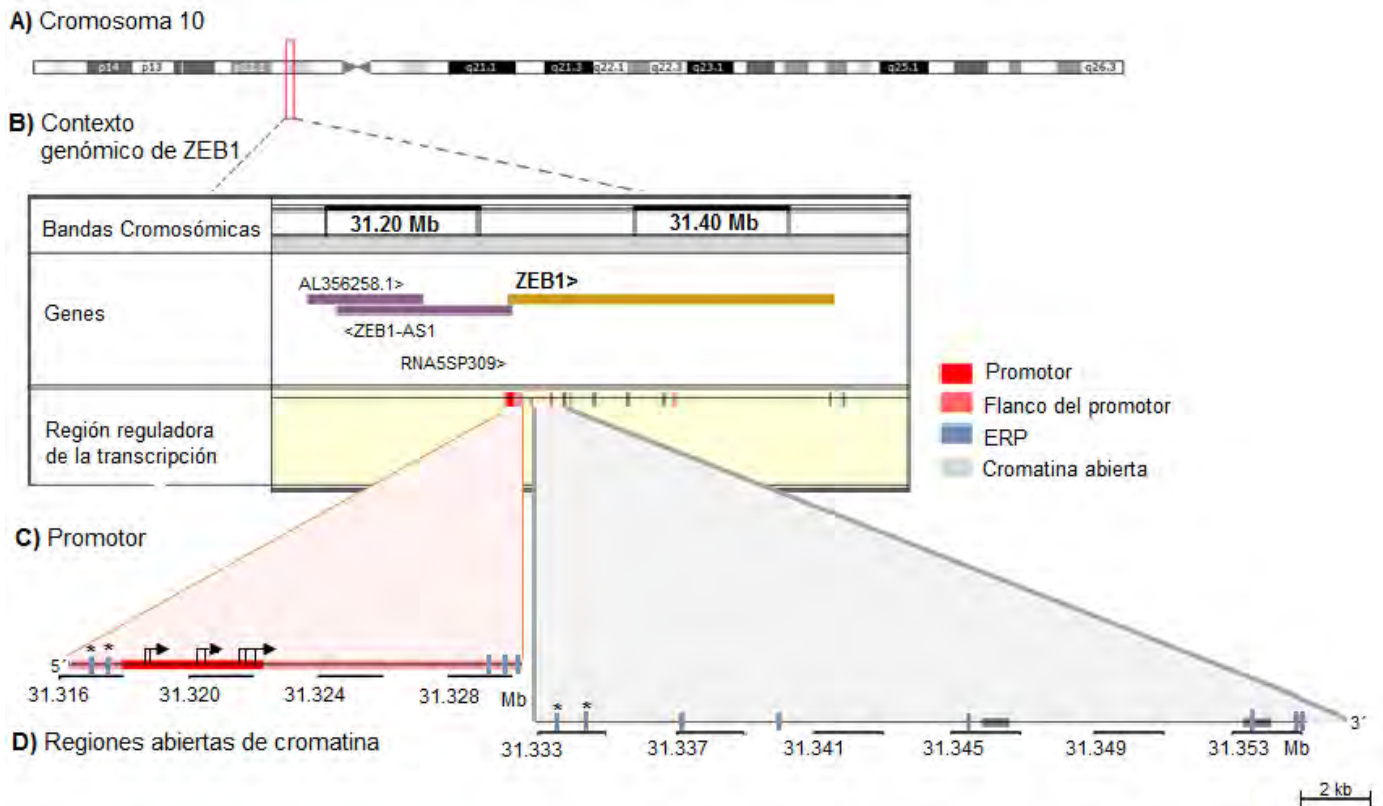 A) Cromosoma 10
p14 p13 q21.1 q21.3 q22.1 q22.3 q23.1 q25.1 q26.3
B) Contexto
genómico de ZEB1
Bandas Cromosómicas
31.20 Mb 31.40 Mb
Genes
AL356258.1>
ZEB1>
<ZEB1-AS1
RNA5SP309>
Región reguladora
de la transcripción
Promotor
Flanco del promotor
ERP
Cromatina abierta
C) Promotor
5´ * *
31.316 31.320 31.324 31.328 Mb
* * 3´
D) Regiones abiertas de cromatina
31.333 31.337 31.341 31.345 31.349 31.353 Mb
2 kb